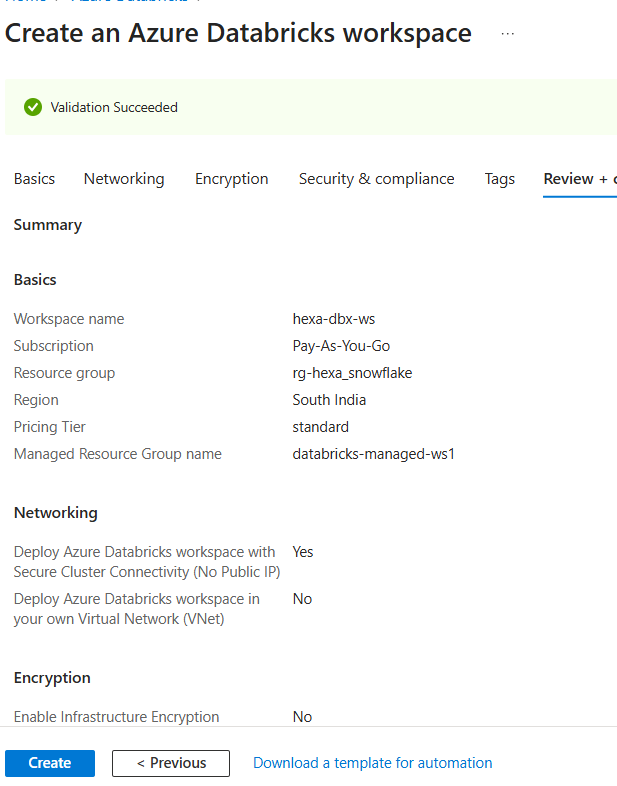 Create an Azure Databricks workspace ...
Validation Succeeded
Basics Networking Encryption Security & compliance Tags Review +
Summary
Basics
Workspace name hexa-dbx-ws
Subscription Pay-As-You-Go
Resource group rg-hexa_snowflake
Region South India
Pricing Tier standard
Managed Resource Group name databricks-managed-ws1
Networking
Deploy Azure Databricks workspace with Yes
Secure Cluster Connectivity (No Public IP)
Deploy Azure Databricks workspace in No
your own Virtual Network (VNet)
Encryption
Enable Infrastructure Encryption No
Create < Previous Download a template for automation